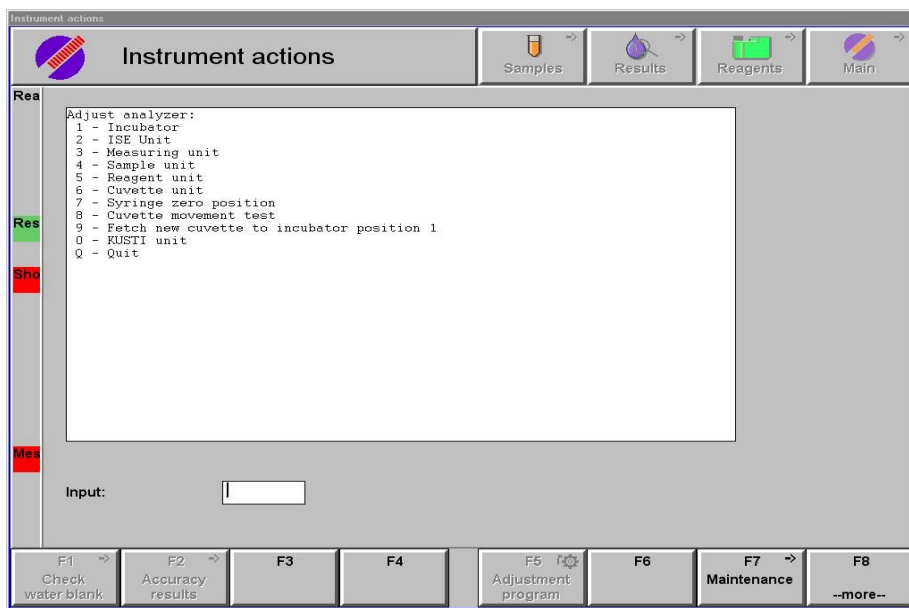 Instrument actions
Instrument actions
Samples
Results
Reagents
Main
Rea
Adjust analyzer:
1 - Incubator
2 - ISE Unit
3 - Measuring unit
4 - Sample unit
5 - Reagent unit
6 - Cuvette unit
7 - Syringe zero position
8 - Cuvette movement test
9 - Fetch new cuvette to incubator position 1
0 - KUSTI unit
Q - Quit
Res
Sho
Mes
Input:
F1
Check
water blank
F2
Accuracy
results
F3
F4
F5
Adjustment
program
F6
F7
Maintenance
F8
--more--